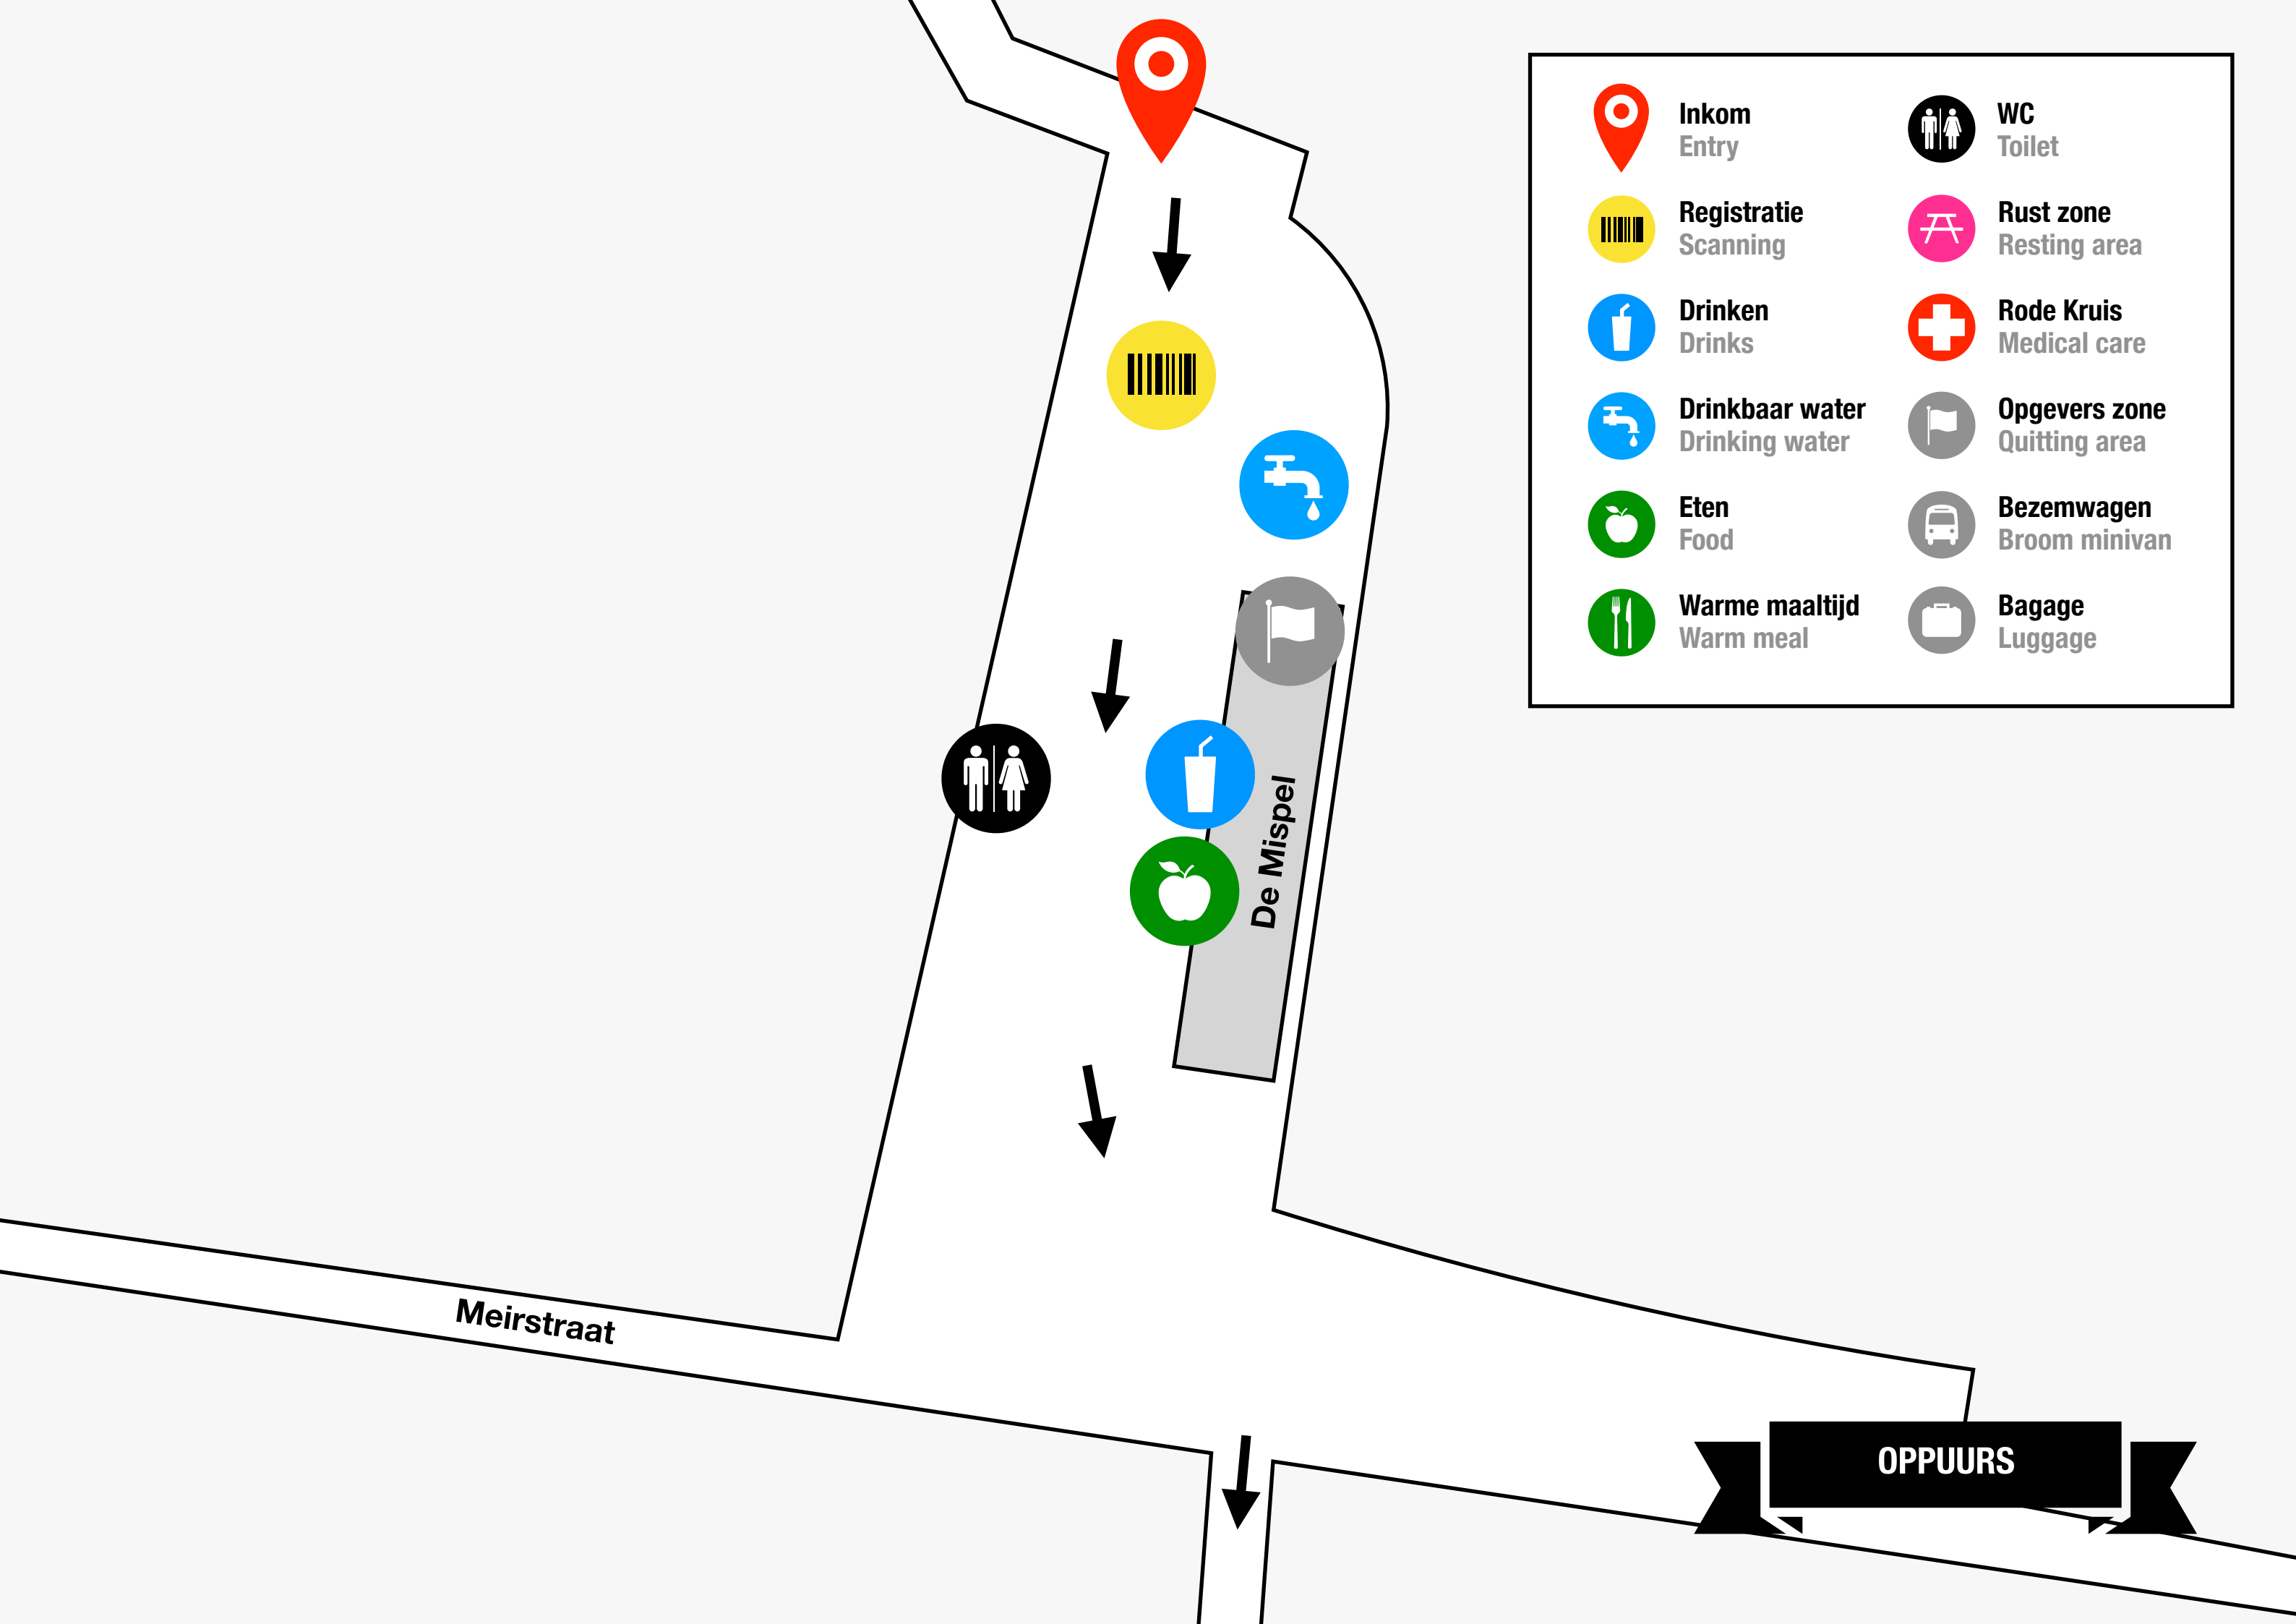 Inkom
Entry
Registratie
Scanning
Drinken
Drinks
Drinkbaar water
Drinking water
Eten
Food
Warme maaltijd
Warm meal
WC
Toilet
Rust zone
Resting area
Rode Kruis
Medical care
Opgevers zone
Quitting area
Bezemwagen
Broom minivan
Bagage
Luggage
De Mispel
Meirstraat
OPPUURS